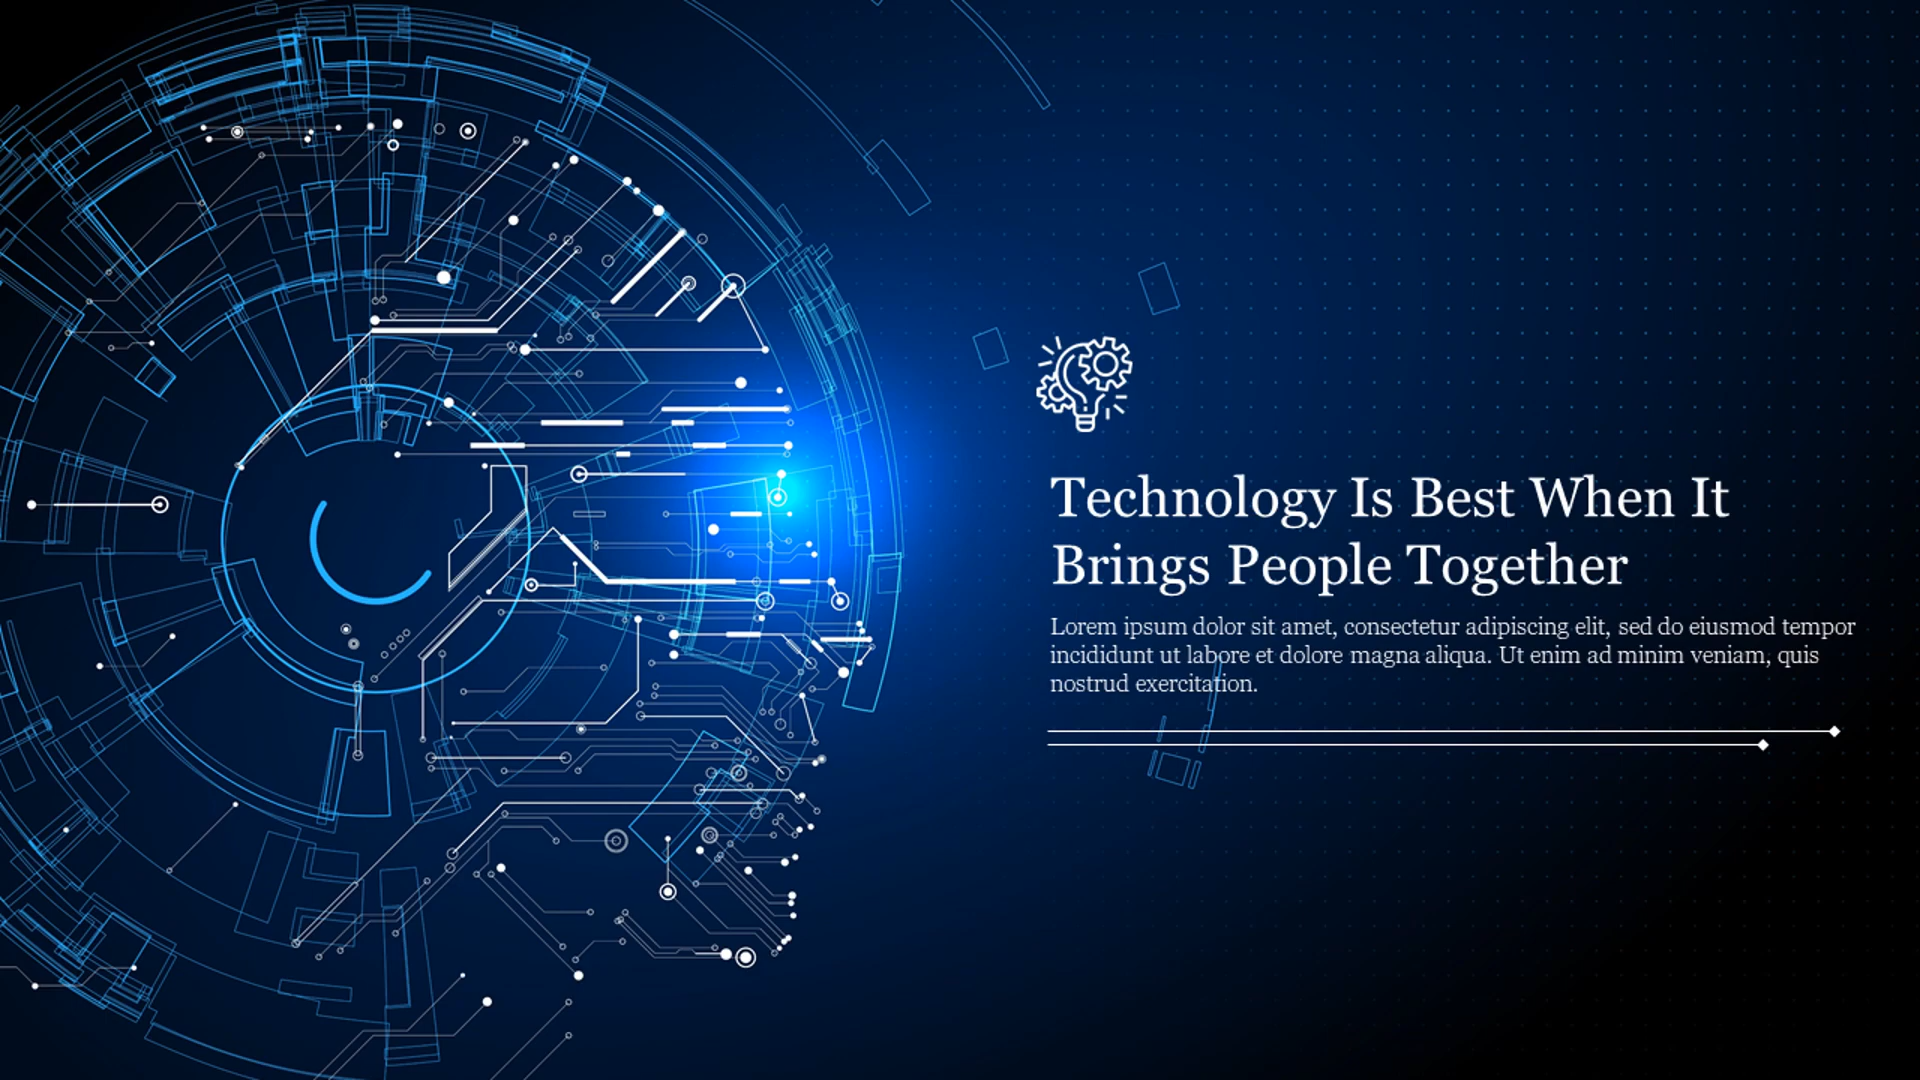 Technology Is Best When It
Brings People Together
Lorem ipsum dolor sit amet, consectetur adipiscing elit, sed do eiusmod tempor
incididunt ut labore et dolore magna aliqua. Ut enim ad minim veniam, quis
nostrud exercitation.